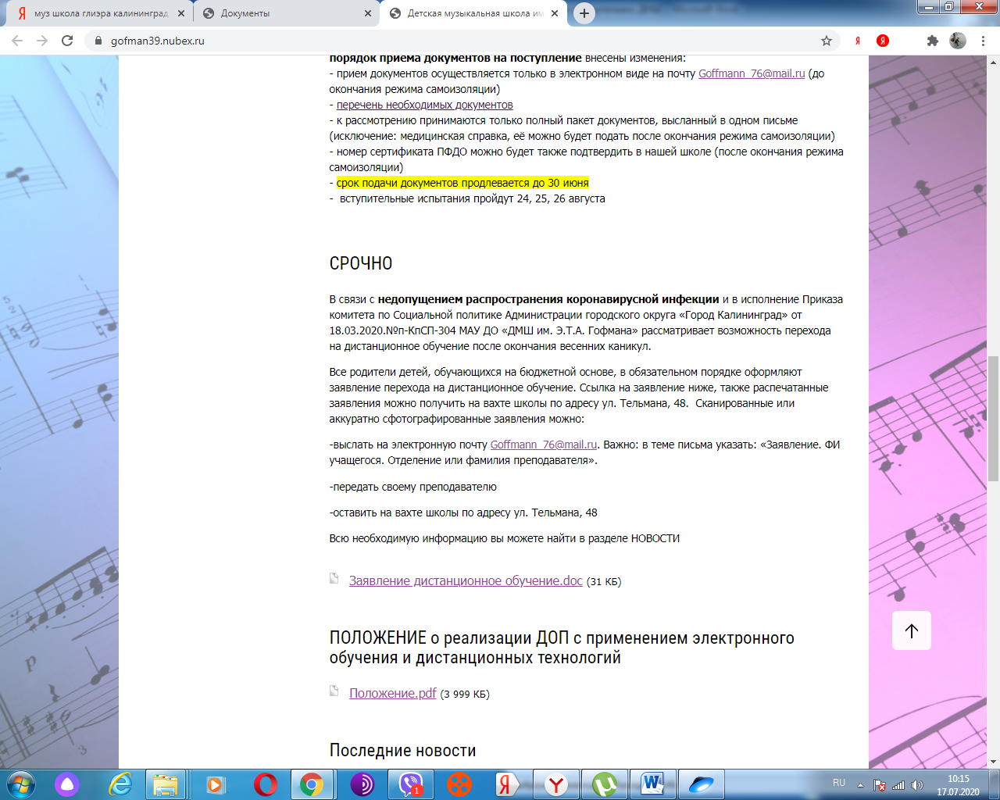 муз школа глиэра калининград
Документы
Детская музыкальная школа им
gofman39.nubex.ru
порядок приема документов на поступление внесены изменения:
- прием документов осуществляется только в электронном виде на почту Goffmann_76@mail.ru (до
окончания режима самоизоляции)
- перечень необходимых документов
- к рассмотрению принимаются только полный пакет документов, высланный в одном письме
(исключение: медицинская справка, её можно будет подать после окончания режима самоизоляции)
- номер сертификата ПФДО можно будет также подтвердить в нашей школе (после окончания режима
самоизоляции)
- срок подачи документов продлевается до 30 июня
- вступительные испытания пройдут 24, 25, 26 августа
СРОЧНО
В связи с недопущением распространения коронавирусной инфекции и в исполнение Приказа
комитета по Социальной политике Администрации городского округа «Город Калининград» от
18.03.2020.№п-КпСП-304 МАУ ДО «ДМШ им. Э.Т.А. Гофмана» рассматривает возможность перехода
на дистанционное обучение после окончания весенних каникул.
Все родители детей, обучающихся на бюджетной основе, в обязательном порядке оформляют
заявление перехода на дистанционное обучение. Ссылка на заявление ниже, также распечатанные
заявления можно получить на вахте школы по адресу ул. Тельмана, 48. Сканированные или
аккуратно сфотографированные заявления можно:
-выслать на электронную почту Goffmann_76@mail.ru. Важно: в теме письма указать: «Заявление. ФИ
учащегося. Отделение или фамилия преподавателя».
-передать своему преподавателю
-оставить на вахте школы по адресу ул. Тельмана, 48
Всю необходимую информацию вы можете найти в разделе НОВОСТИ
Заявление дистанционное обучение.doc (31 КБ)
ПОЛОЖЕНИЕ о реализации ДОП с применением электронного
обучения и дистанционных технологий
Положение.pdf (3 999 КБ)
Последние новости
RU
10:15
17.07.2020